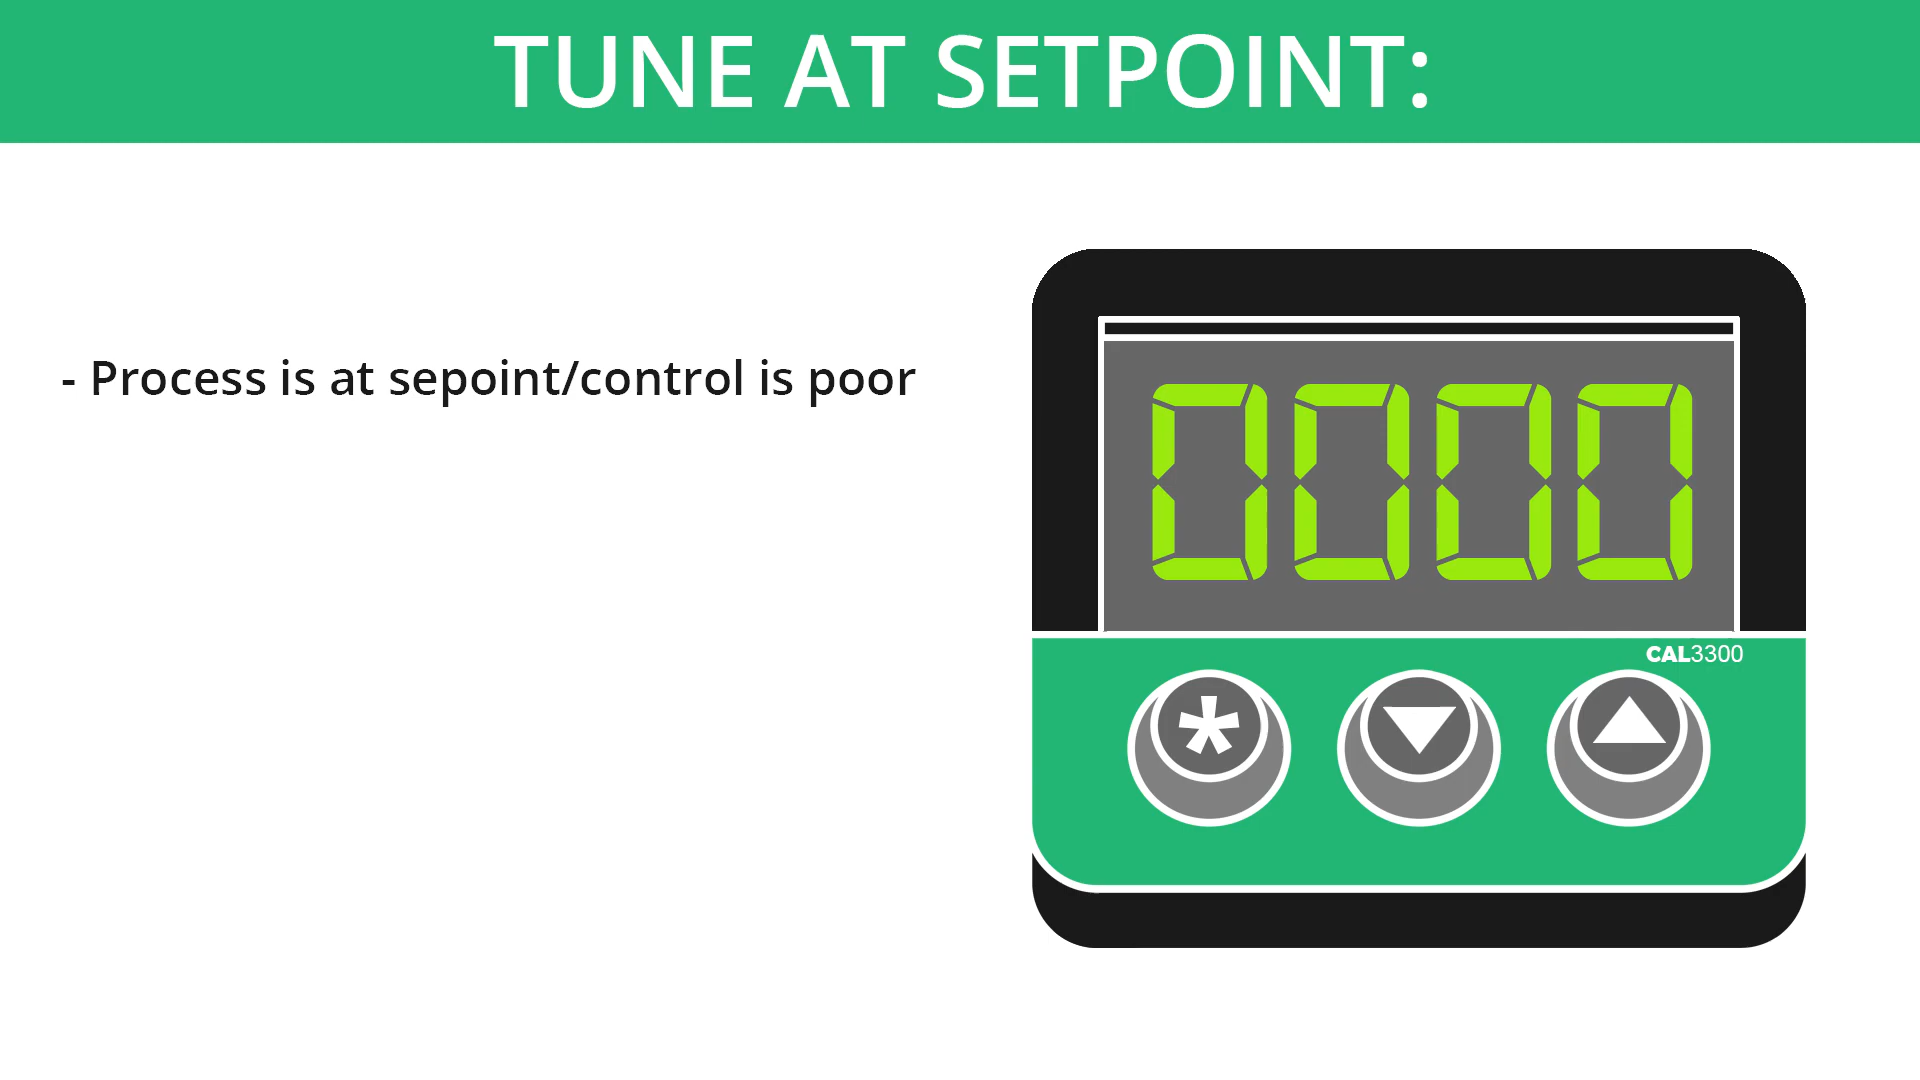 TUNE AT SETPOINT:
- Process is at sepoint/control is poor
0000
CAL3300
*